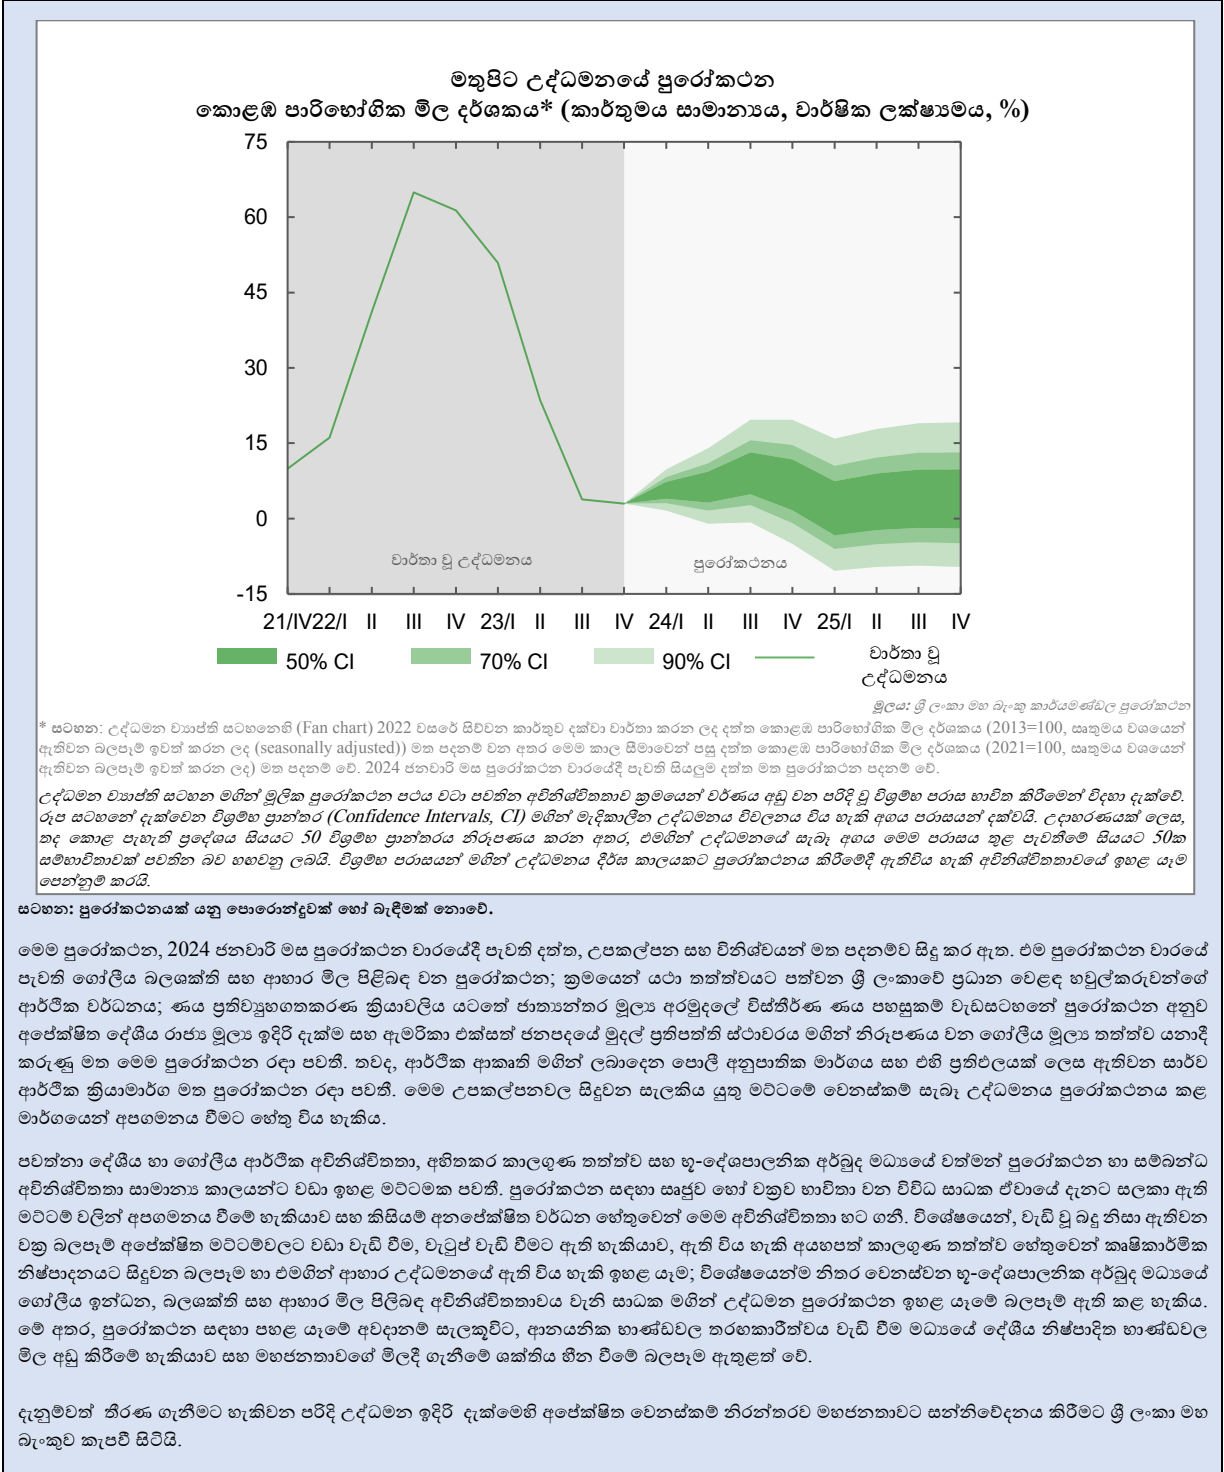 මතුපිට උද්ධමනයේ පුරෝකථන
කොළඹ පාරිභෝගික මිල දර්ශකය* (කාර්තුමය සාමාන්‍යය, වාර්ෂික ලක්ෂ්‍යමය, %)
75
60
45
30
15
0
-15
වාර්තා වූ උද්ධමනය
පුරෝකථනය
21/IV 22/I II III IV 23/I II III IV 24/I II III IV 25/I II III IV
50% CI 70% CI 90% CI වාර්තා වූ
උද්ධමනය
මූලය: ශ්‍රී ලංකා මහ බැංකු කාර්යමණ්ඩල පුරෝකථන
* සටහන: උද්ධමන ව්‍යාප්ති සටහනෙහි (Fan chart) 2022 වසරේ සිව්වන කාර්තුව දක්වා වාර්තා කරන ලද දත්ත කොළඹ පාරිභෝගික මිල දර්ශකය (2013=100, ඍතුමය වශයෙන්
ඇතිවන බලපෑම් ඉවත් කරන ලද (seasonally adjusted)) මත පදනම් වන අතර මෙම කාල සීමාවෙන් පසු දත්ත කොළඹ පාරිභෝගික මිල දර්ශකය (2021=100, ඍතුමය වශයෙන්
ඇතිවන බලපෑම් ඉවත් කරන ලද) මත පදනම් වේ. 2024 ජනවාරි මස පුරෝකථන වාරයේදී පැවති සියලුම දත්ත මත පුරෝකථන පදනම් වේ.
උද්ධමන ව්‍යාප්ති සටහන මගින් මූලික පුරෝකථන පථය වටා පවතින අවිනිශ්චිතතාව ක්‍රමයෙන් වර්ණය අඩු වන පරිදි වූ විශ්‍රම්භ පරාස භාවිත කිරීමෙන් විදහා දැක්වේ.
රූප සටහනේ දැක්වෙන විශ්‍රම්භ ප්‍රාන්තර (Confidence Intervals, CI) මගින් මැදිකාලීන උද්ධමනය විචලනය විය හැකි අගය පරාසයන් දක්වයි. උදාහරණයක් ලෙස,
තද කොළ පැහැති ප්‍රදේශය සියයට 50 විශ්‍රම්භ ප්‍රාන්තරය නිරූපණය කරන අතර, එමගින් උද්ධමනයේ සැබෑ අගය මෙම පරාසය තුළ පැවතීමේ සියයට 50ක
සම්භාවිතාවක් පවතින බව හඟවනු ලබයි. විශ්‍රම්භ පරාසයන් මගින් උද්ධමනය දීර්ඝ කාලයකට පුරෝකථනය කිරීමේදී ඇතිවිය හැකි අවිනිශ්චිතතාවයේ ඉහළ යෑම
පෙන්නුම් කරයි.
සටහන: පුරෝකථනයක් යනු පොරොන්දුවක් හෝ බැඳීමක් නොවේ.
මෙම පුරෝකථන, 2024 ජනවාරි මස පුරෝකථන වාරයේදී පැවති දත්ත, උපකල්පන සහ විනිශ්චයන් මත පදනම්ව සිදු කර ඇත. එම පුරෝකථන වාරයේ
පැවති ගෝලීය බලශක්ති සහ ආහාර මිල පිළිබඳ වන පුරෝකථන; ක්‍රමයෙන් යථා තත්ත්වයට පත්වන ශ්‍රී ලංකාවේ ප්‍රධාන වෙළඳ හවුල්කරුවන්ගේ
ආර්ථික වර්ධනය; ණය ප්‍රතිව්‍යුහගතකරණ ක්‍රියාවලිය යටතේ ජාත්‍යන්තර මූල්‍ය අරමුදලේ විස්තීර්ණ ණය පහසුකම් වැඩසටහනේ පුරෝකථන අනුව
අපේක්ෂිත දේශීය රාජ්‍ය මූල්‍ය ඉදිරි දැක්ම සහ ඇමරිකා එක්සත් ජනපදයේ මුදල් ප්‍රතිපත්ති ස්ථාවරය මගින් නිරූපණය වන ගෝලීය මූල්‍ය තත්ත්ව යනාදී
කරුණු මත මෙම පුරෝකථන රඳා පවතී. තවද, ආර්ථික ආකෘති මගින් ලබාදෙන පොලී අනුපාතික මාර්ගය සහ එහි ප්‍රතිඵලයක් ලෙස ඇතිවන සාර්ව
ආර්ථික ක්‍රියාමාර්ග මත පුරෝකථන රඳා පවතී. මෙම උපකල්පනවල සිදුවන සැලකිය යුතු මට්ටමේ වෙනස්කම් සැබෑ උද්ධමනය පුරෝකථනය කළ
මාර්ගයෙන් අපගමනය වීමට හේතු විය හැකිය.
පවත්නා දේශීය හා ගෝලීය ආර්ථික අවිනිශ්චිතතා, අහිතකර කාලගුණ තත්ත්ව සහ භූ-දේශපාලනික අර්බුද මධ්‍යයේ වත්මන් පුරෝකථන හා සම්බන්ධ
අවිනිශ්චිතතා සාමාන්‍ය කාලයන්ට වඩා ඉහළ මට්ටමක පවතී. පුරෝකථන සඳහා ඍජුව හෝ වක්‍රව භාවිතා වන විවිධ සාධක ඒවායේ දැනට සලකා ඇති
මට්ටම් වලින් අපගමනය වීමේ හැකියාව සහ කිසියම් අනපේක්ෂිත වර්ධන හේතුවෙන් මෙම අවිනිශ්චිතතා හට ගනී. විශේෂයෙන්, වැඩි වූ බදු නිසා ඇතිවන
වක්‍ර බලපෑම් අපේක්ෂිත මට්ටම්වලට වඩා වැඩි වීම, වැටුප් වැඩි වීමට ඇති හැකියාව, ඇති විය හැකි අයහපත් කාලගුණ තත්ත්ව හේතුවෙන් කෘෂිකාර්මික
නිෂ්පාදනයට සිදුවන බලපෑම හා එමගින් ආහාර උද්ධමනයේ ඇති විය හැකි ඉහළ යෑම; විශේෂයෙන්ම නිතර වෙනස්වන භූ-දේශපාලනික අර්බුද මධ්‍යයේ
ගෝලීය ඉන්ධන, බලශක්ති සහ ආහාර මිල පිලිබඳ අවිනිශ්චිතතාවය වැනි සාධක මගින් උද්ධමන පුරෝකථන ඉහළ යෑමේ බලපෑම් ඇති කළ හැකිය.
මේ අතර, පුරෝකථන සඳහා පහළ යෑමේ අවදානම් සැලකූවිට, ආනයනික භාණ්ඩවල තරඟකාරීත්වය වැඩි වීම මධ්‍යයේ දේශීය නිෂ්පාදිත භාණ්ඩවල
මිල අඩු කිරීමේ හැකියාව සහ මහජනතාවගේ මිලදී ගැනීමේ ශක්තිය හීන වීමේ බලපෑම ඇතුළත් වේ.
දැනුම්වත් තීරණ ගැනීමට හැකිවන පරිදි උද්ධමන ඉදිරි දැක්මෙහි අපේක්ෂිත වෙනස්කම් නිරන්තරව මහජනතාවට සන්නිවේදනය කිරීමට ශ්‍රී ලංකා මහ
බැංකුව කැපවී සිටියි.